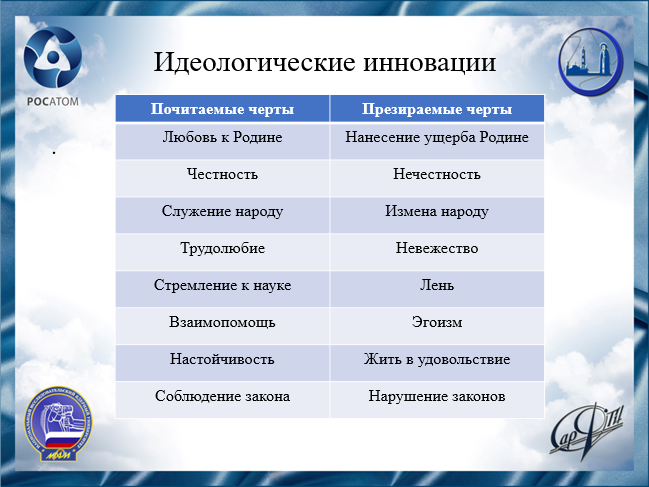 Идеологические инновации
РОСАТОМ
Почитаемые черты Презираемые черты
Любовь к Родине Нанесение ущерба Родине
.
Честность Нечестность
Служение народу Измена народу
Трудолюбие Невежество
Стремление к науке Лень
Взаимопомощь Эгоизм
Настойчивость Жить в удовольствие
Соблюдение закона Нарушение законов
СарФТИ